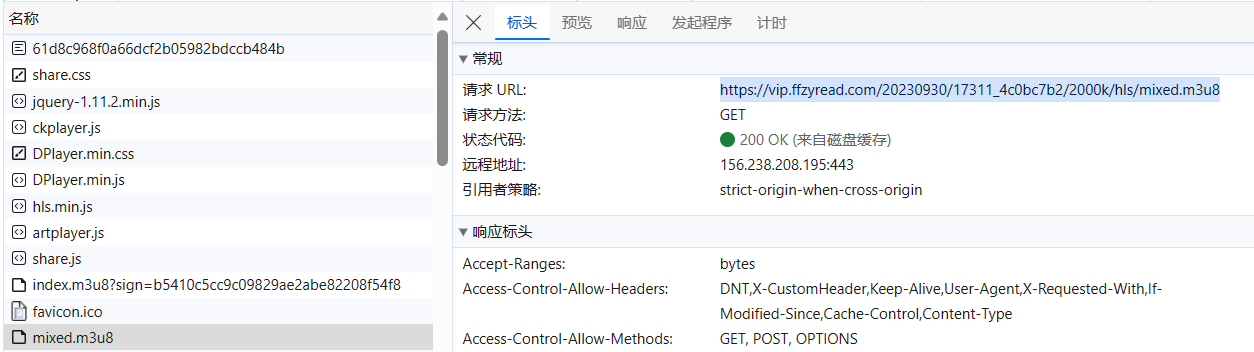 名称
61d8c968f0a66dcf2b05982bdccb484b
share.css
jquery-1.11.2.min.js
ckplayer.js
DPlayer.min.css
DPlayer.min.js
hls.min.js
artplayer.js
share.js
index.m3u8?sign=b5410c5cc9c09829ae2abe82208f54f8
favicon.ico
mixed.m3u8
标头 预览 响应 发起程序 计时
常规
请求 URL: https://vip.ffzyread.com/20230930/17311_4c0bc7b2/2000k/hls/mixed.m3u8
请求方法: GET
状态代码: 200 OK (来自磁盘缓存)
远程地址: 156.238.208.195:443
引用者策略: strict-origin-when-cross-origin
响应标头
Accept-Ranges: bytes
Access-Control-Allow-Headers: DNT,X-CustomHeader,Keep-Alive,User-Agent,X-Requested-With,If-
Modified-Since,Cache-Control,Content-Type
Access-Control-Allow-Methods: GET, POST, OPTIONS